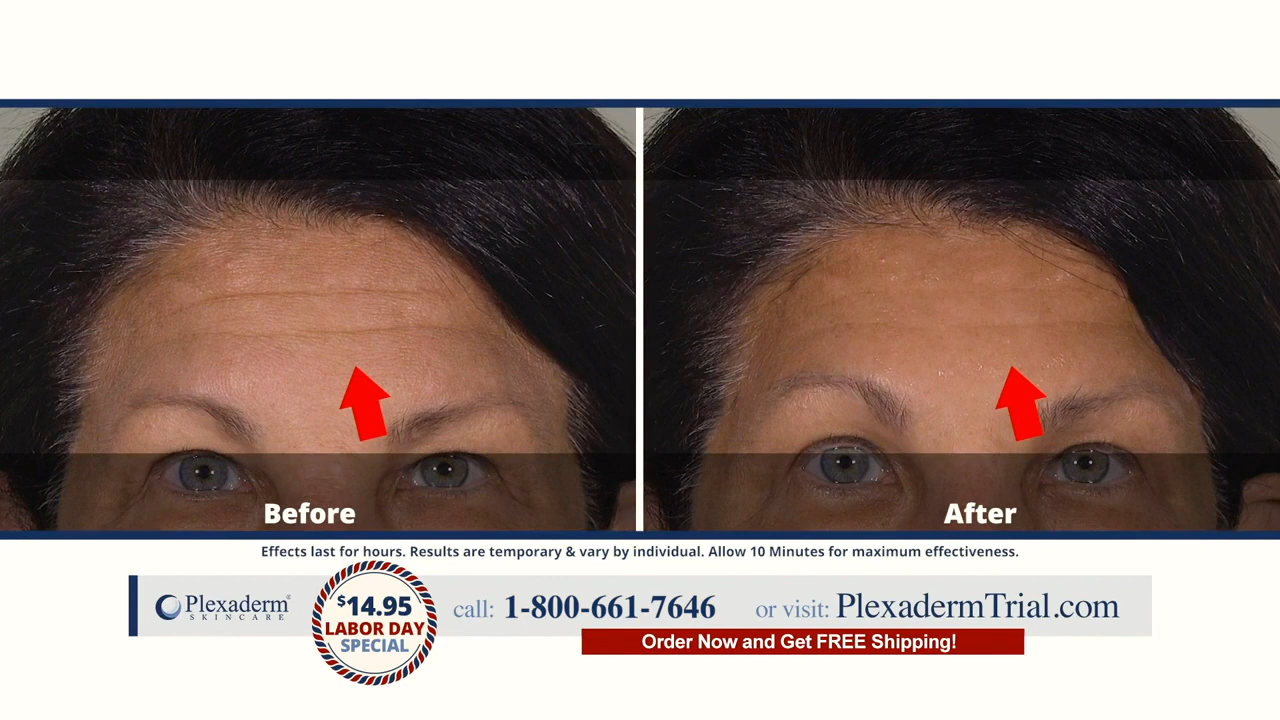 Before
After
Effects last for hours. Results are temporary & vary by individual. Allow 10 Minutes for maximum effectiveness.
Plexaderm®
SKINCARE
$14.95
LABOR DAY
SPECIAL
call: 1-800-661-7646
or visit: PlexadermTrial.com
Order Now and Get FREE Shipping!